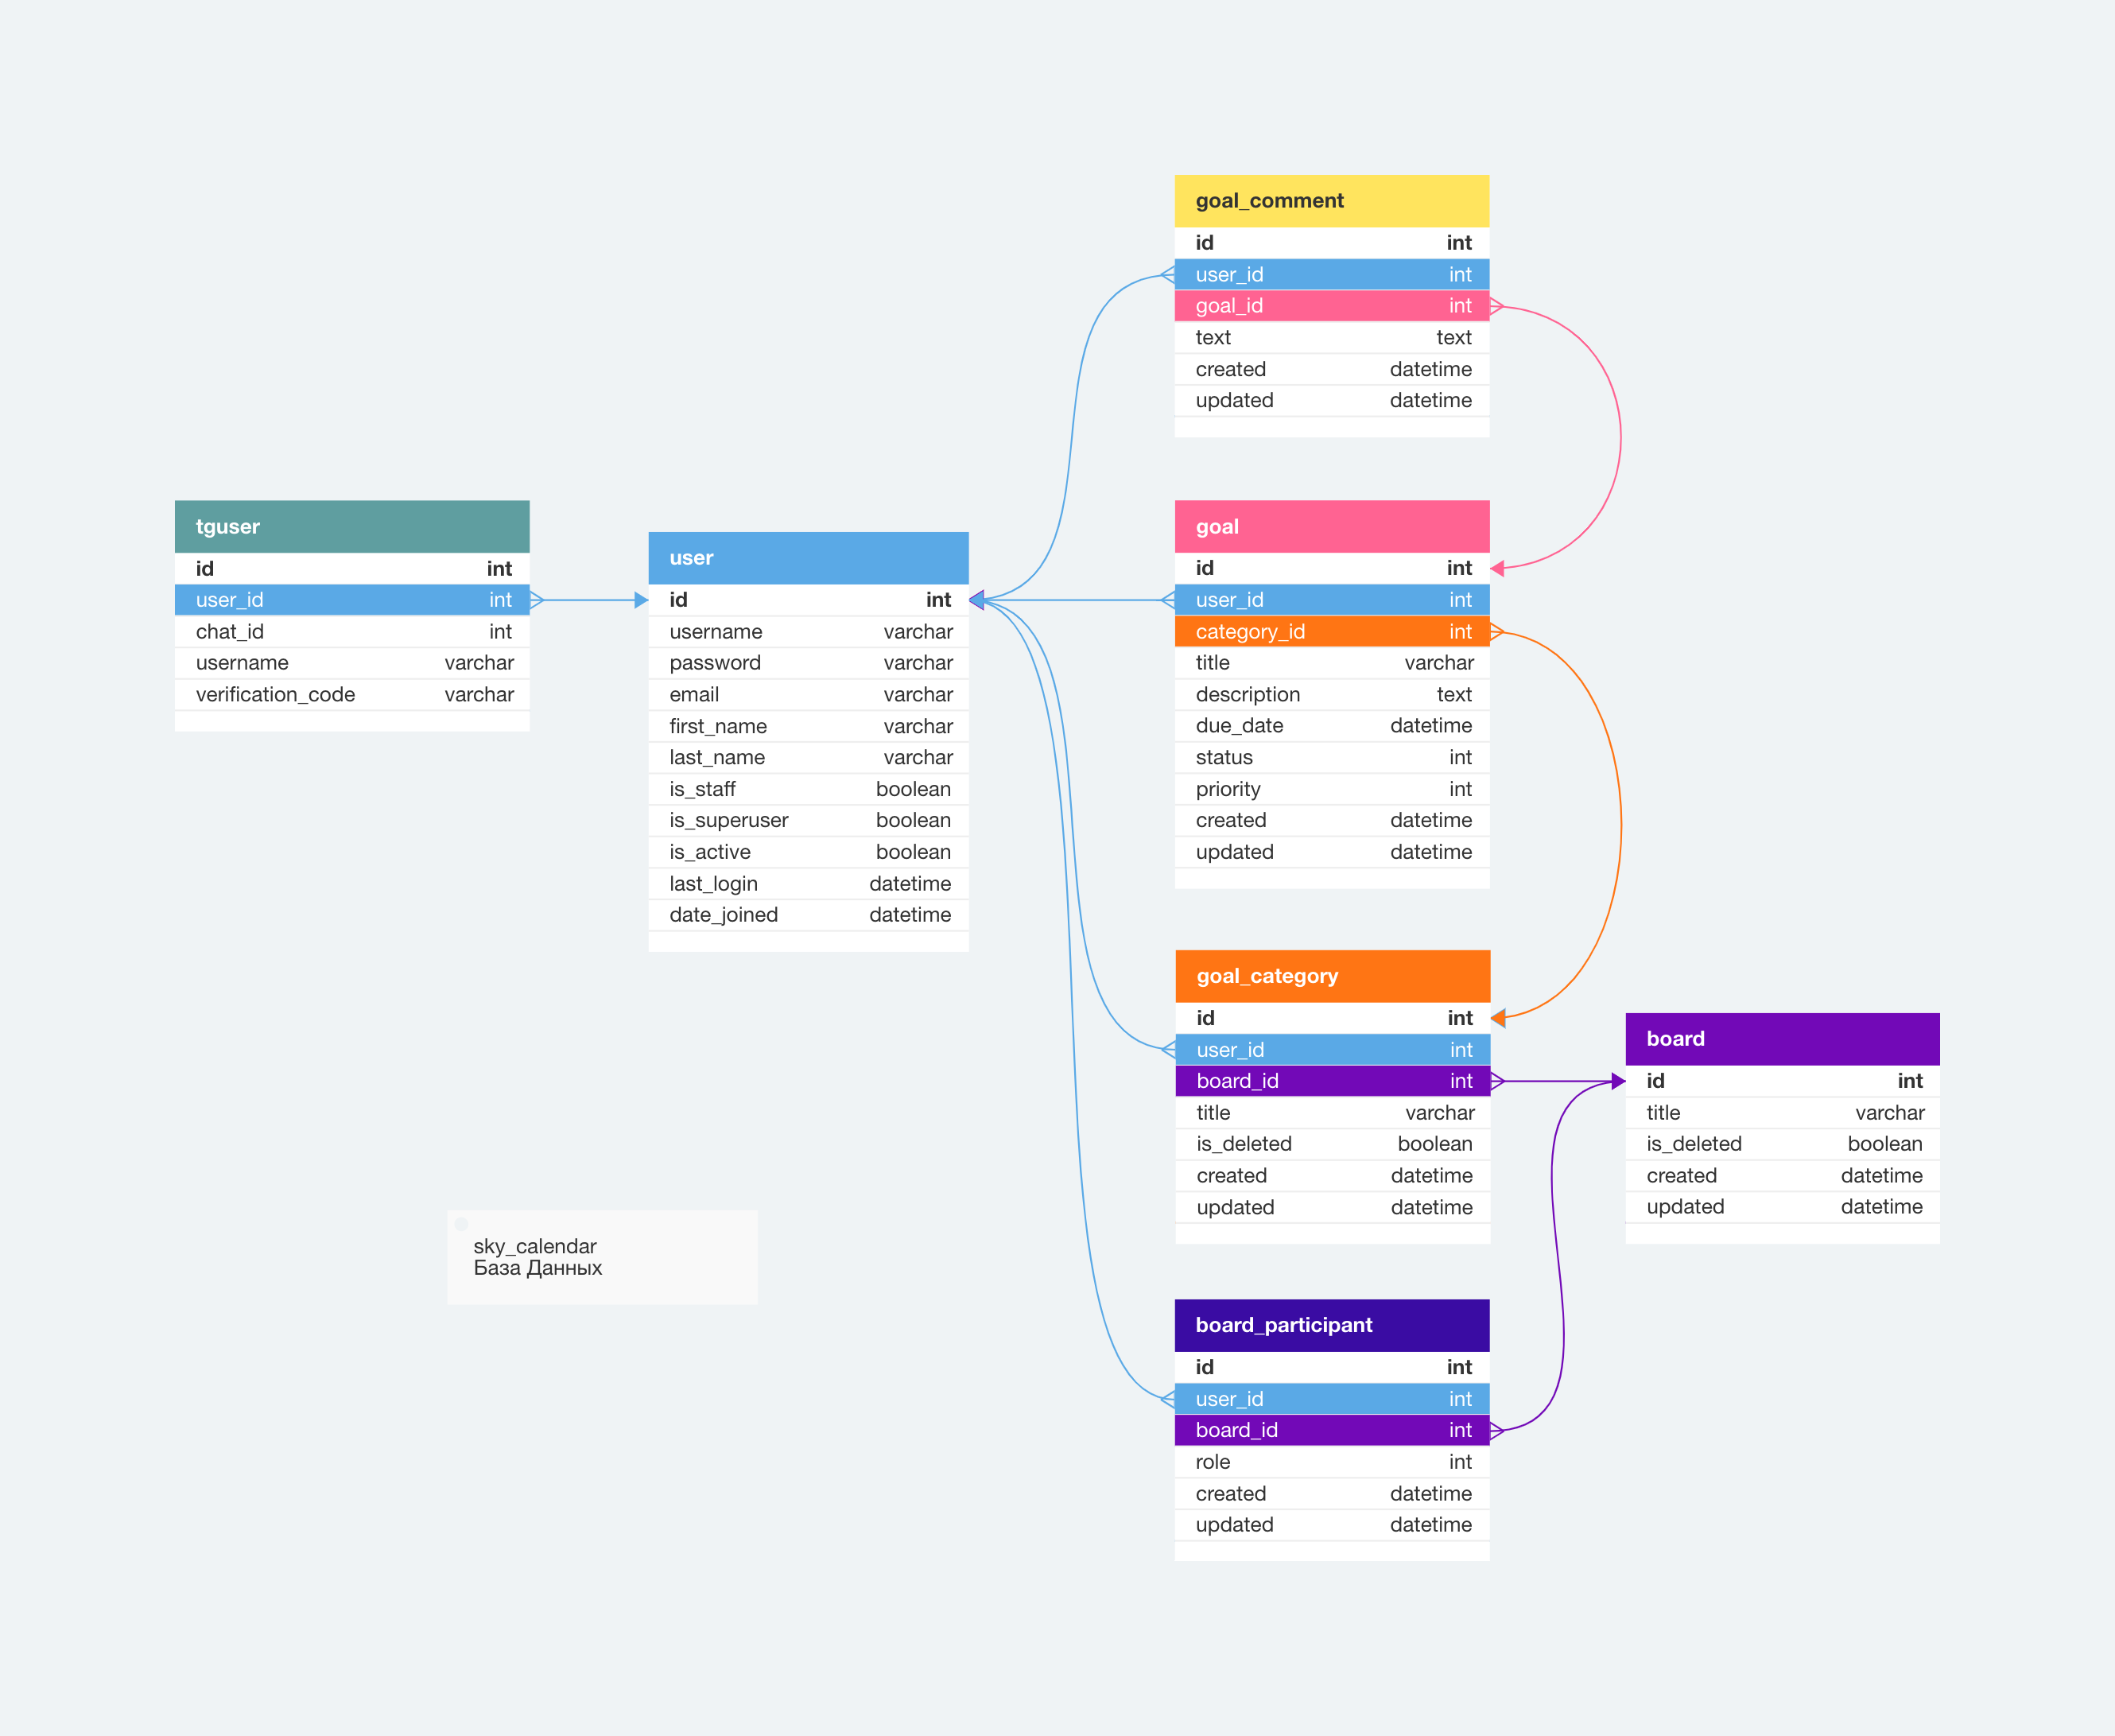 goal_comment
id int
user_id int
goal_id int
text text
created datetime
updated datetime
tguser
id int
user_id int
chat_id int
username varchar
verification_code varchar
user
id int
username varchar
password varchar
email varchar
first_name varchar
last_name varchar
is_staff boolean
is_superuser boolean
is_active boolean
last_login datetime
date_joined datetime
goal
id int
user_id int
category_id int
title varchar
description text
due_date datetime
status int
priority int
created datetime
updated datetime
goal_category
id int
user_id int
board_id int
title varchar
is_deleted boolean
created datetime
updated datetime
board
id int
title varchar
is_deleted boolean
created datetime
updated datetime
sky_calendar
База Данных
board_participant
id int
user_id int
board_id int
role int
created datetime
updated datetime